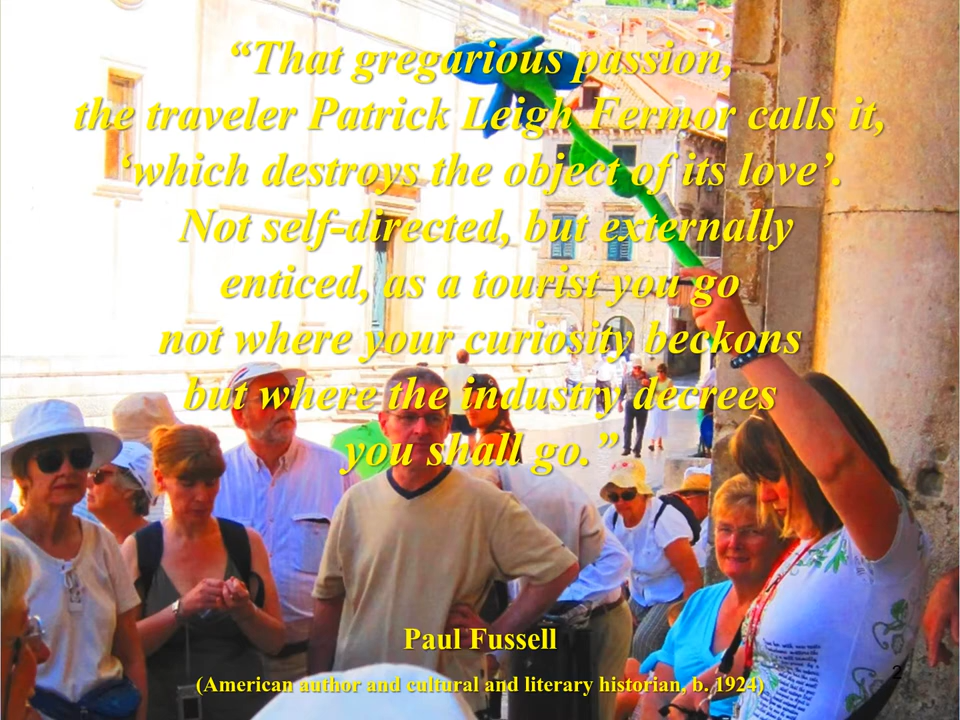 “That gregarious passion,
the traveler Patrick Leigh Fermor calls it,
‘which destroys the object of its love’.
Not self-directed, but externally
enticed, as a tourist you go
not where your curiosity beckons
but where the industry decrees
you shall go.”
Paul Fussell
(American author and cultural and literary historian, b. 1924)
2